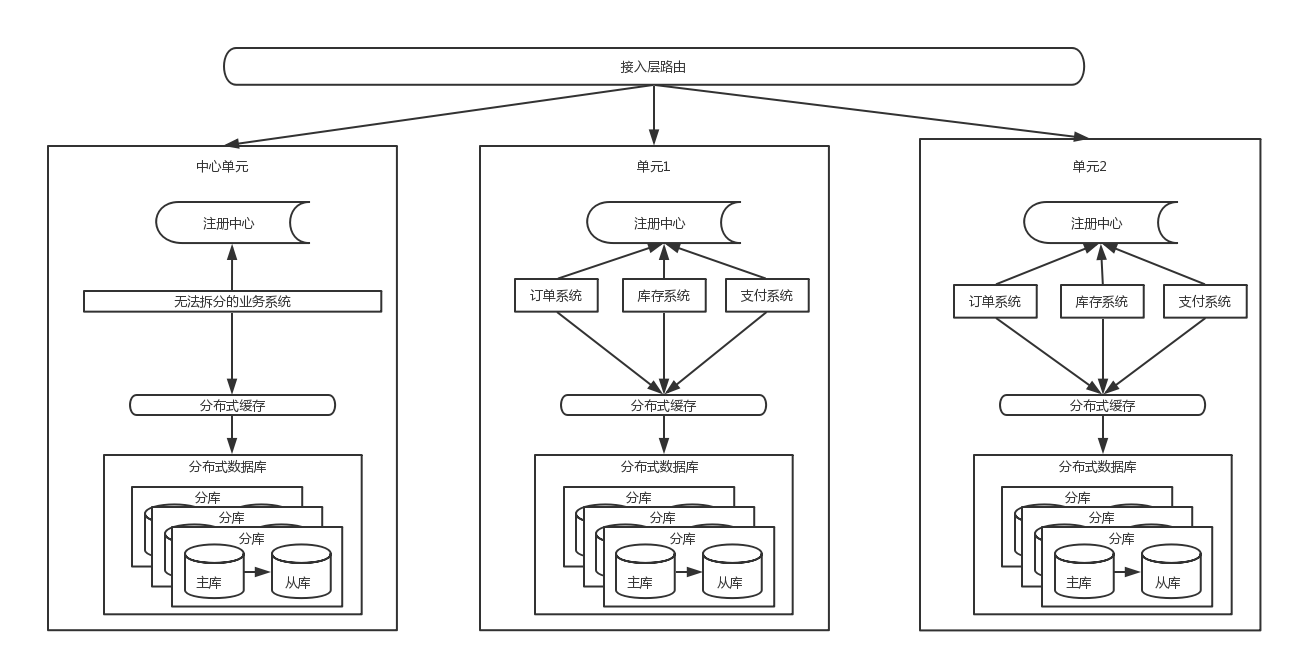 接入层路由
中心单元
注册中心
无法拆分的业务系统
分布式缓存
分布式数据库
分库
分库
分库
主库
从库
单元1
注册中心
订单系统
库存系统
支付系统
分布式缓存
分布式数据库
分库
分库
分库
主库
从库
单元2
注册中心
订单系统
库存系统
支付系统
分布式缓存
分布式数据库
分库
分库
分库
主库
从库